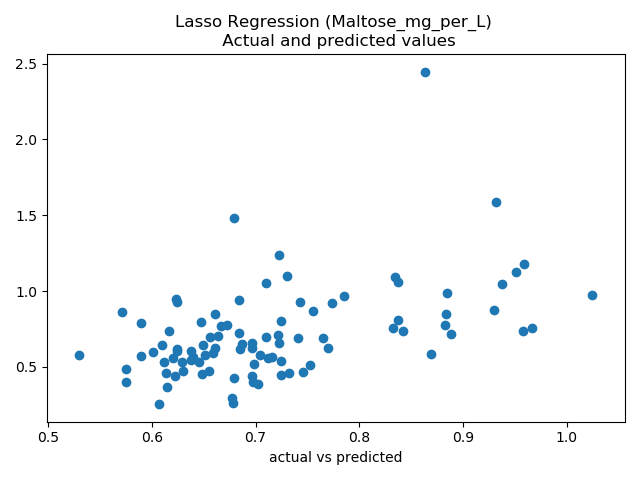 Lasso Regression (Maltose_mg_per_L)
Actual and predicted values
2.5
2.0
1.5
1.0
0.5
0.5 0.6 0.7 0.8 0.9 1.0
actual vs predicted